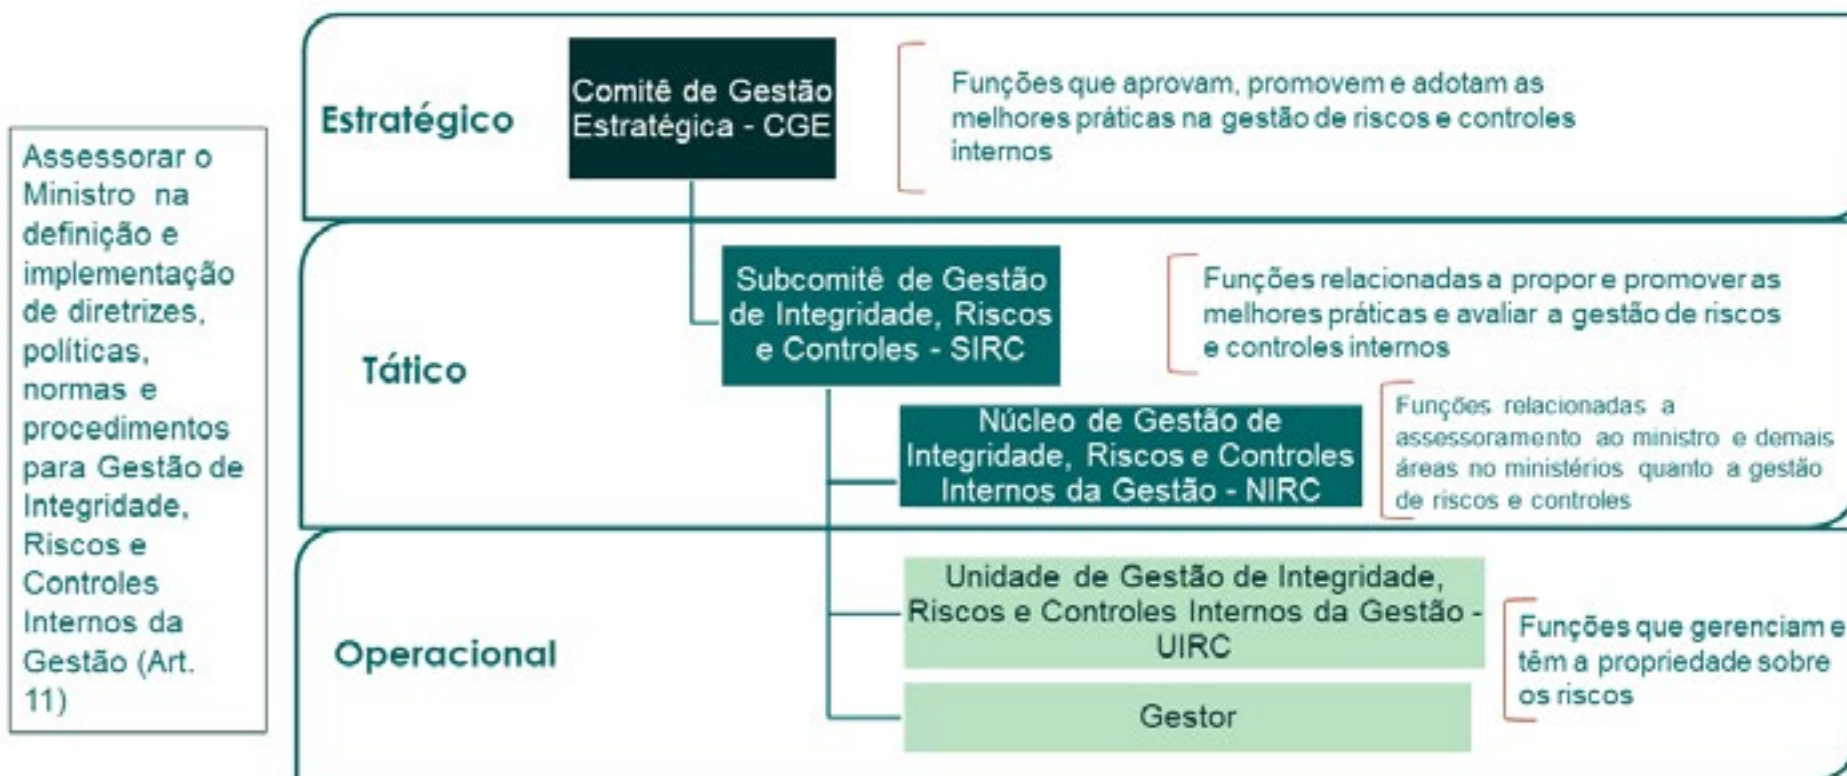 Assessorar o
Ministro na
definição e
implementação
de diretrizes,
políticas,
normas e
procedimentos
para Gestão de
Integridade,
Riscos e
Controles
Internos da
Gestão (Art.
11)
Estratégico
Comitê de Gestão
Estratégica - CGE
Funções que aprovam, promovem e adotam as
melhores práticas na gestão de riscos e controles
internos
Tático
Subcomitê de Gestão
de Integridade, Riscos
e Controles - SIRC
Funções relacionadas a propor e promover as
melhores práticas e avaliar a gestão de riscos
e controles internos
Núcleo de Gestão de
Integridade, Riscos e Controles
Internos da Gestão - NIRC
Funções relacionadas a
assessoramento ao ministro e demais
áreas no ministérios quanto a gestão
de riscos e controles
Operacional
Unidade de Gestão de Integridade,
Riscos e Controles Internos da Gestão -
UIRC
Gestor
Funções que gerenciam e
têm a propriedade sobre
os riscos